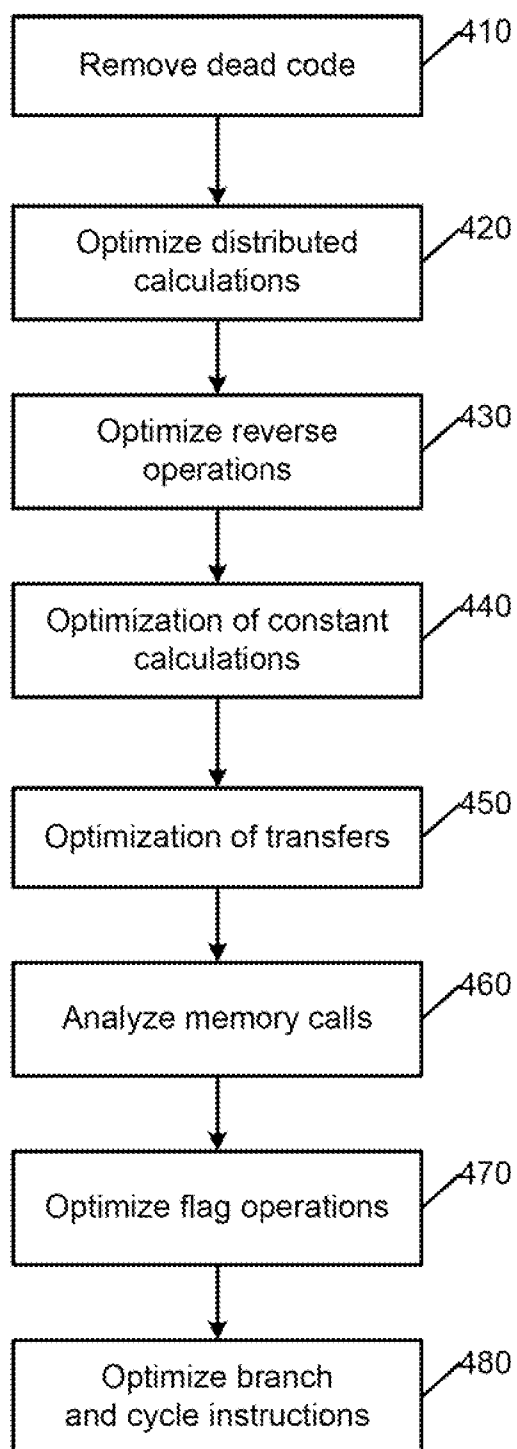 410
Remove dead code
420
Optimize distributed
calculations
430
Optimize reverse
operations
440
Optimization of constant
calculations
450
Optimization of transfers
460
Analyze memory calls
470
Optimize flag operations
480
Optimize branch
and cycle instructions